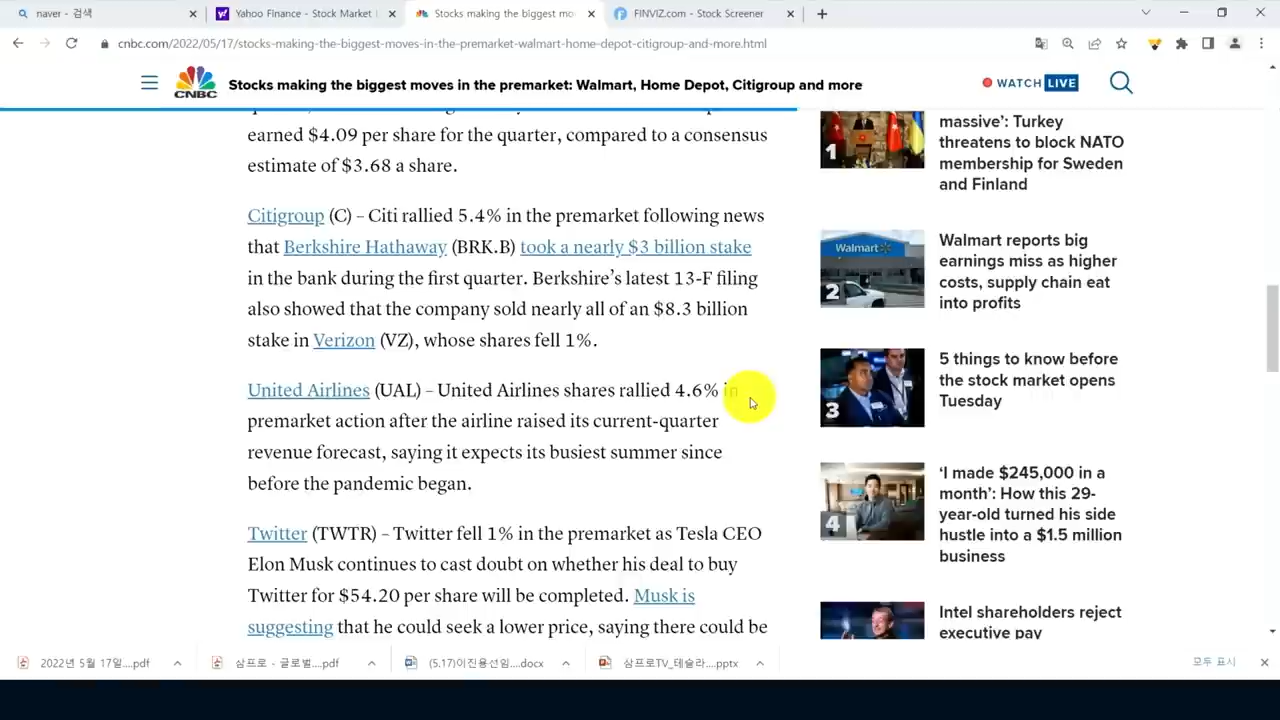 naver - 검색
Yahoo Finance - Stock Market L
Stocks making the biggest mo
FINVIZ.com - Stock Screener
cnbc.com/2022/05/17/stocks-making-the-biggest-moves-in-the-premarket-walmart-home-depot-citigroup-and-more.html
CNBC
Stocks making the biggest moves in the premarket: Walmart, Home Depot, Citigroup and more
WATCH LIVE
earned $4.09 per share for the quarter, compared to a consensus
estimate of $3.68 a share.
Citigroup (C) – Citi rallied 5.4% in the premarket following news
that Berkshire Hathaway (BRK.B) took a nearly $3 billion stake
in the bank during the first quarter. Berkshire’s latest 13-F filing
also showed that the company sold nearly all of an $8.3 billion
stake in Verizon (VZ), whose shares fell 1%.
United Airlines (UAL) – United Airlines shares rallied 4.6% in
premarket action after the airline raised its current-quarter
revenue forecast, saying it expects its busiest summer since
before the pandemic began.
Twitter (TWTR) – Twitter fell 1% in the premarket as Tesla CEO
Elon Musk continues to cast doubt on whether his deal to buy
Twitter for $54.20 per share will be completed. Musk is
suggesting that he could seek a lower price, saying there could be
1
massive’: Turkey
threatens to block NATO
membership for Sweden
and Finland
Walmart
2
Walmart reports big
earnings miss as higher
costs, supply chain eat
into profits
3
5 things to know before
the stock market opens
Tuesday
4
‘I made $245,000 in a
month’: How this 29-
year-old turned his side
hustle into a $1.5 million
business
Intel shareholders reject
executive pay
2022년 5월 17일....pdf
삼프로 - 글로벌....pdf
(5.17)이진용선임....docx
삼프로TV_테슬라....pptx
모두 표시